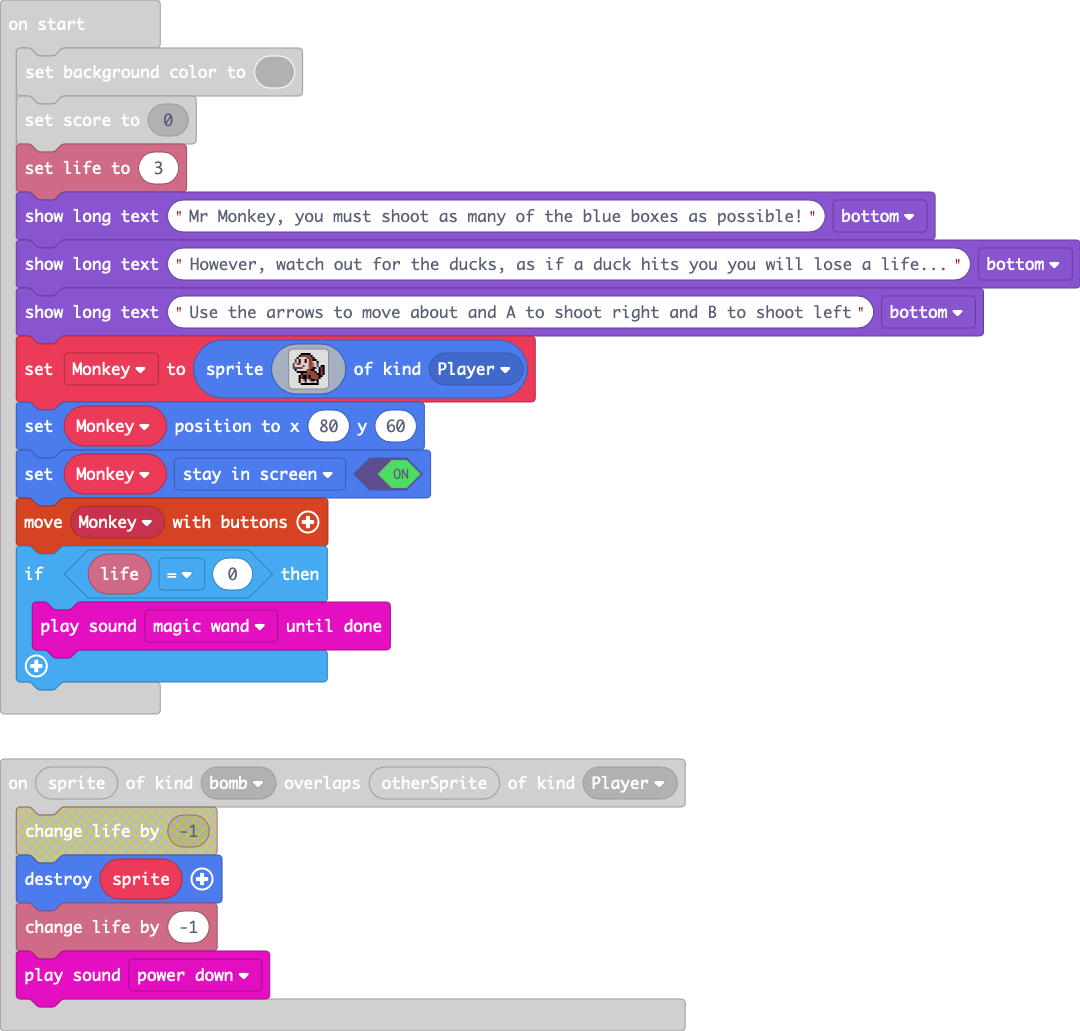 on start
set background color to
set score to 0
set life to 3
show long text "Mr Monkey, you must shoot as many of the blue boxes as possible!" bottom
show long text "However, watch out for the ducks, as if a duck hits you you will lose a life..." bottom
show long text "Use the arrows to move about and A to shoot right and B to shoot left" bottom
set Monkey to sprite of kind Player
set Monkey position to x 80 y 60
set Monkey stay in screen ON
move Monkey with buttons
if life = 0 then
play sound magic wand until done
on sprite of kind bomb overlaps otherSprite of kind Player
change life by -1
destroy sprite
change life by -1
play sound power down